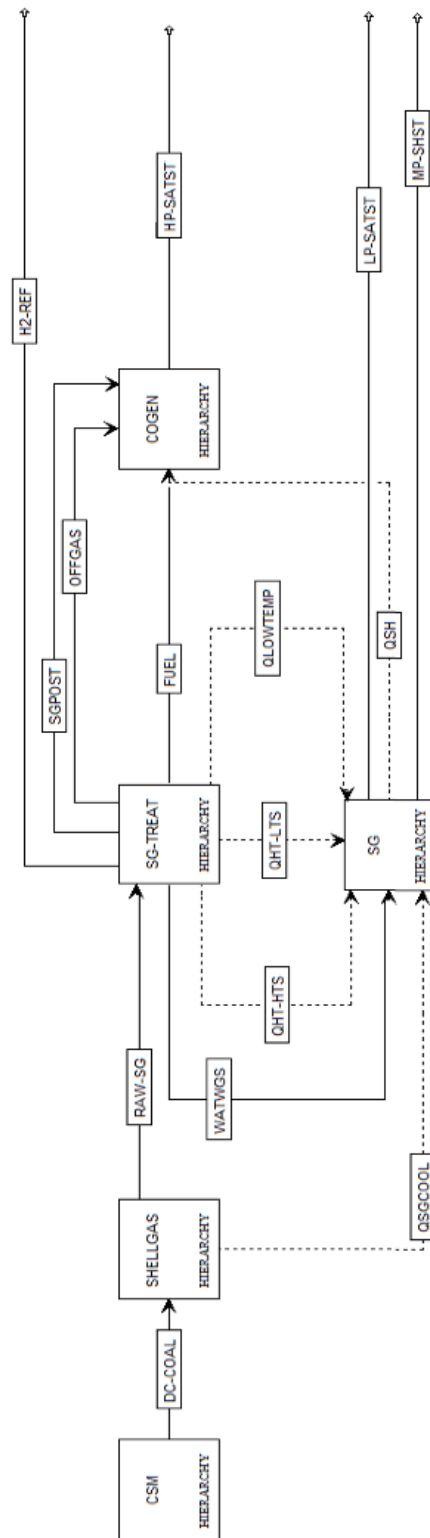 H2-REF
SGPOST
OFFGAS
HP-SATST
COGEN
HIERARCHY
FUEL
SG-TREAT
HIERARCHY
RAW-SG
SHELLGAS
HIERARCHY
DC-COAL
CSM
HIERARCHY
QLOWTEMP
QHT-LTS
QHT-HTS
WATWGS
QSH
LP-SATST
MP-SHST
SG
HIERARCHY
QSGCOOL